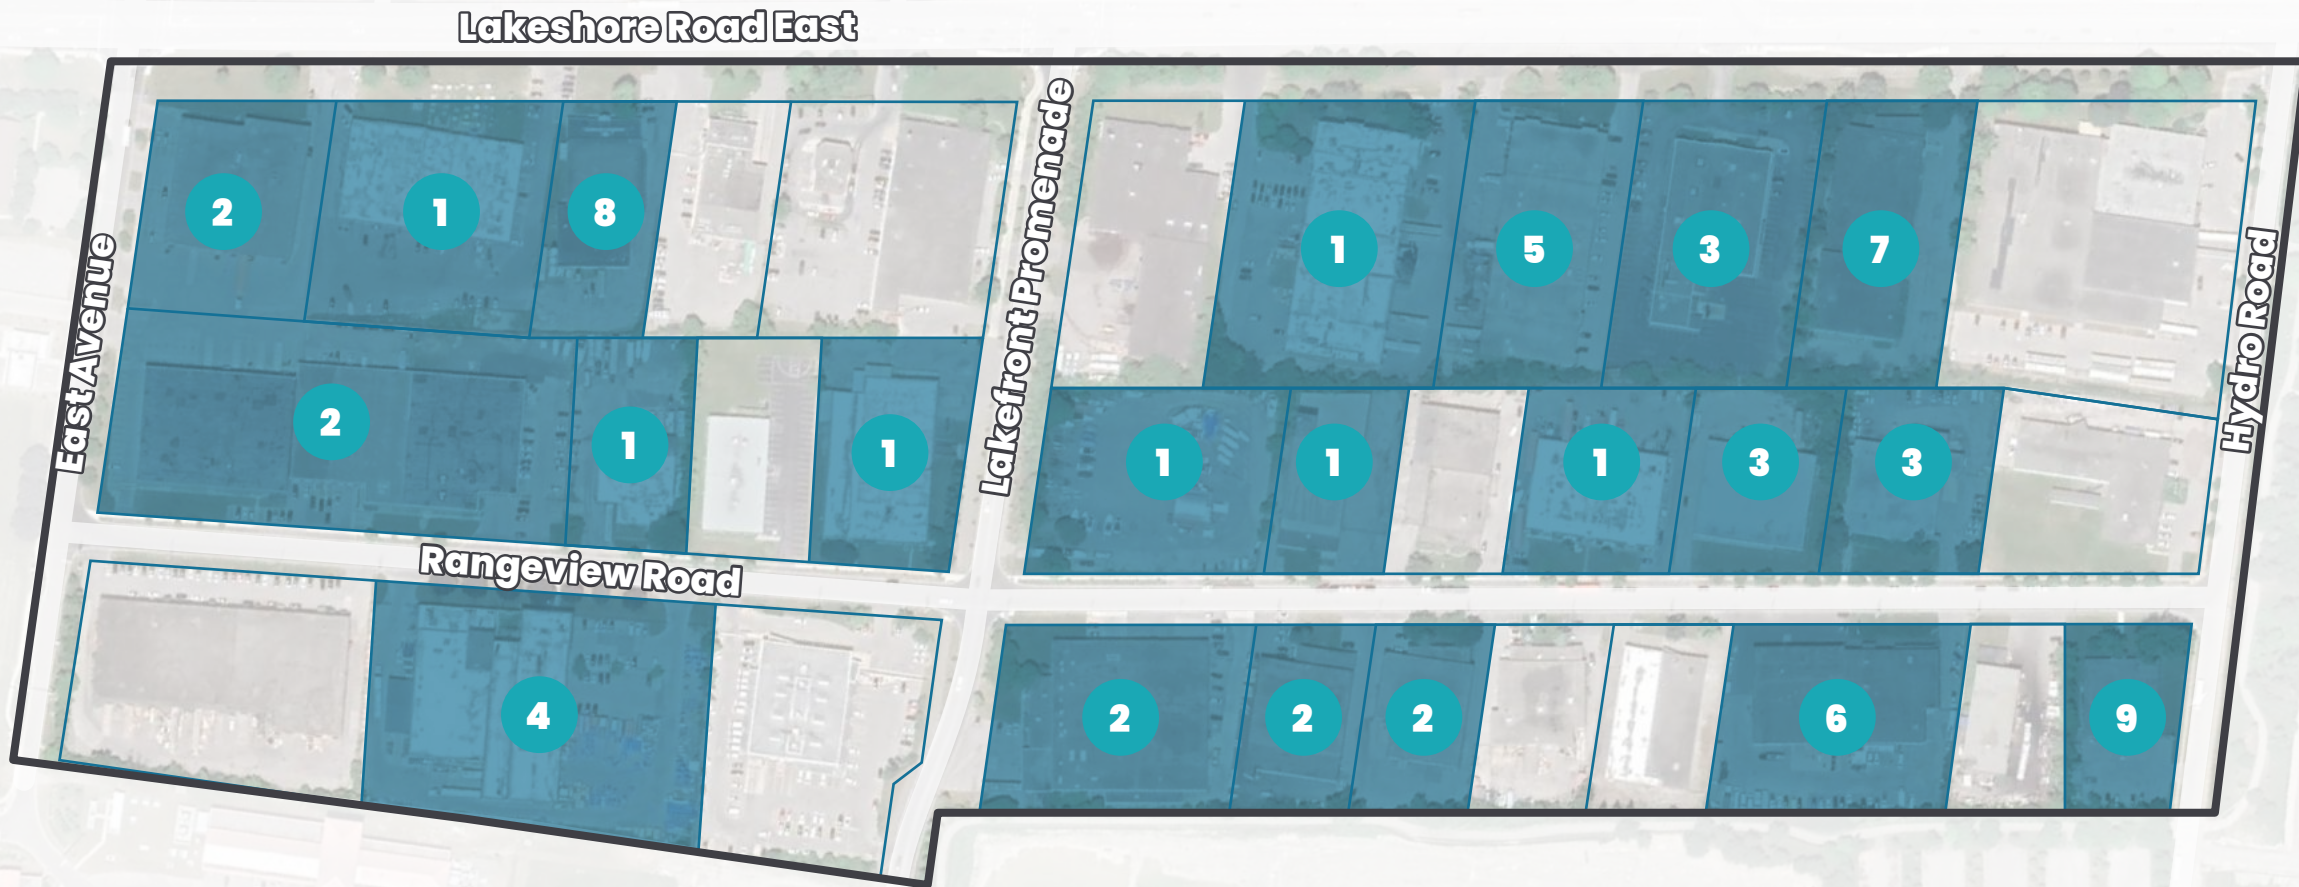 Lakeshore Road East
East Avenue
Lakefront Promenade
Hydro Road
2 1 8
1 5 3 7
2 1 1
1 1 1 3 3
Rangeview Road
4
2 2 2 6 9